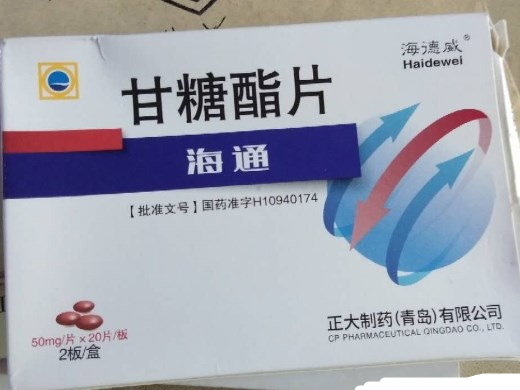 海德威®
Haidewei
甘糖酯片
海通
【批准文号】国药准字H10940174
50mg/片×20片/板
2板/盒
正大制药(青岛)有限公司
CP PHARMACEUTICAL QINGDAO CO., LTD.